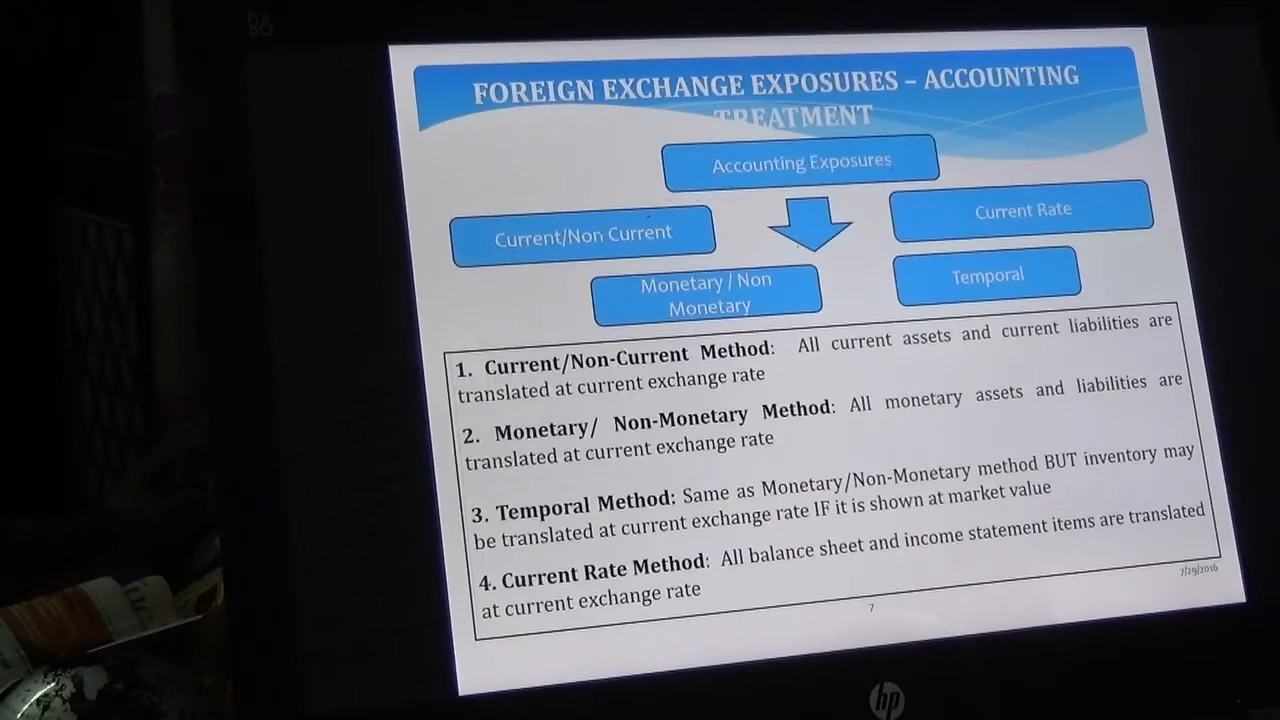 FOREIGN EXCHANGE EXPOSURES – ACCOUNTING
TREATMENT
Accounting Exposures
Current/Non Current
Current Rate
Monetary / Non
Monetary
Temporal
1. Current/Non-Current Method: All current assets and current liabilities are
translated at current exchange rate
2. Monetary/ Non-Monetary Method: All monetary assets and liabilities are
translated at current exchange rate
3. Temporal Method: Same as Monetary/Non-Monetary method BUT inventory may
be translated at current exchange rate IF it is shown at market value
4. Current Rate Method: All balance sheet and income statement items are translated
at current exchange rate
7/29/2016
7
hp